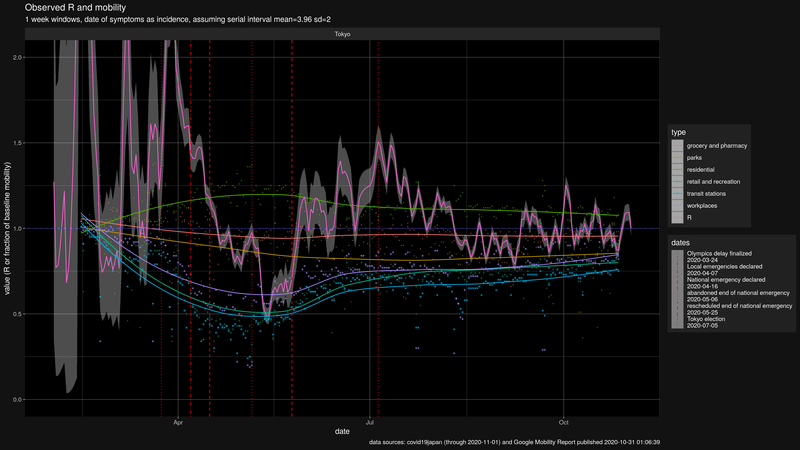 Observed R and mobility
1 week windows, date of symptoms as incidence, assuming serial interval mean=3.96 sd=2
Tokyo
2.0
1.5
1.0
0.5
0.0
value (R or fraction of baseline mobility)
Apr
Jul
Oct
date
type
grocery and pharmacy
parks
residential
retail and recreation
transit stations
workplaces
R
dates
Olympics delay finalized
2020-03-24
Local emergencies declared
2020-04-07
National emergency declared
2020-04-16
abandoned end of national emergency
2020-05-06
rescheduled end of national emergency
2020-05-25
Tokyo election
2020-07-05
data sources: covid19japan (through 2020-11-01) and Google Mobility Report published 2020-10-31 01:06:39